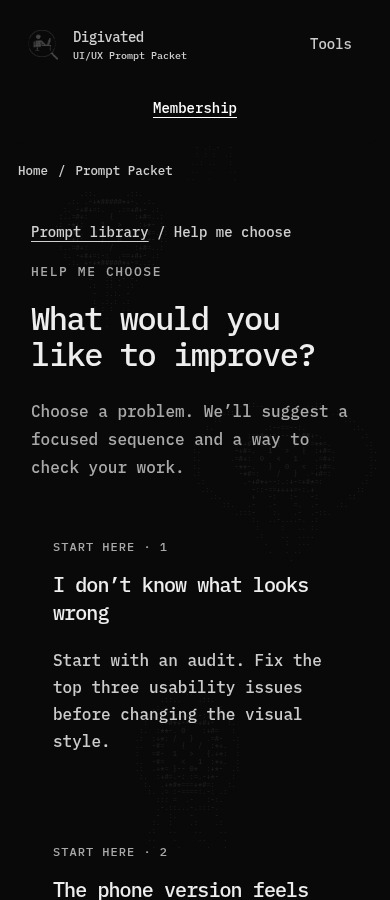 Digivated
UI/UX Prompt Packet
Tools
Membership
Home / Prompt Packet
Prompt library / Help me choose
HELP ME CHOOSE
What would you
like to improve?
Choose a problem. We’ll suggest a
focused sequence and a way to
check your work.
START HERE · 1
I don’t know what looks
wrong
Start with an audit. Fix the
top three usability issues
before changing the visual
style.
START HERE · 2
The phone version feels